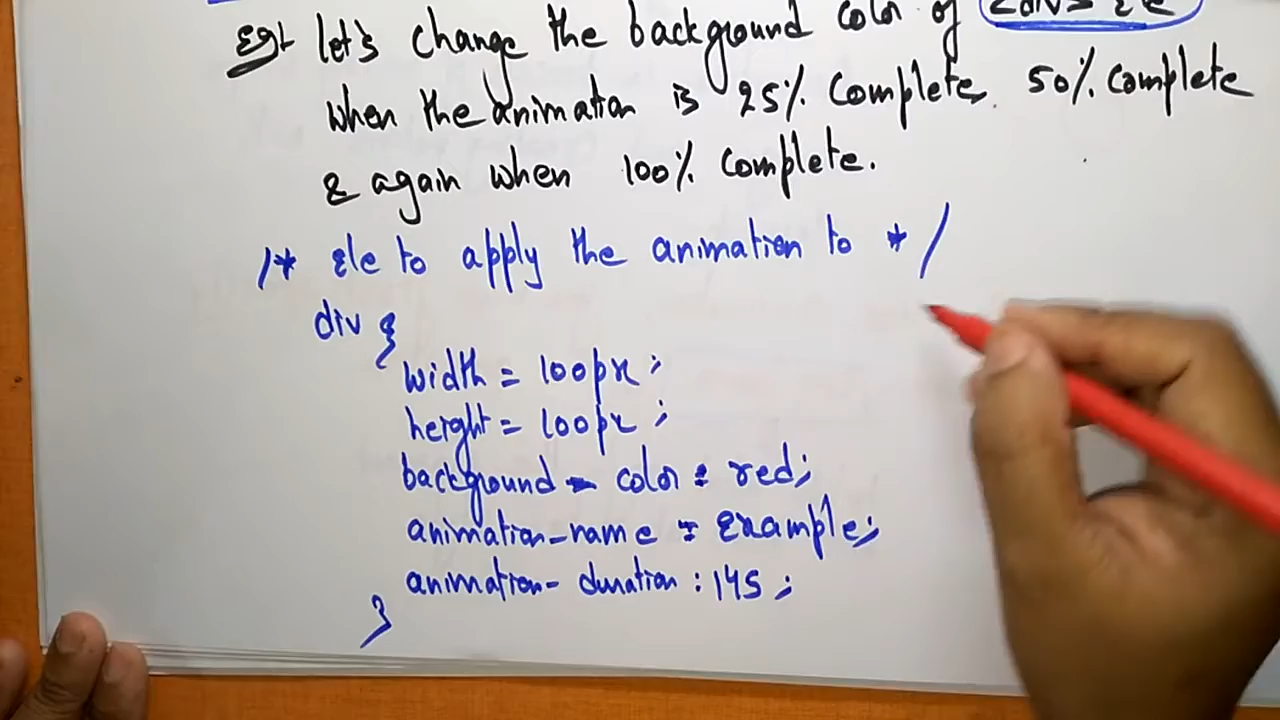 Eg:- let's change the background color of <div> ele
when the animation is 25% complete, 50% complete
& again when 100% complete.
/* ele to apply the animation to */
div {
width = 100px;
height = 100px;
background-color: red;
animation-name: example;
animation-duration: 14s;
}